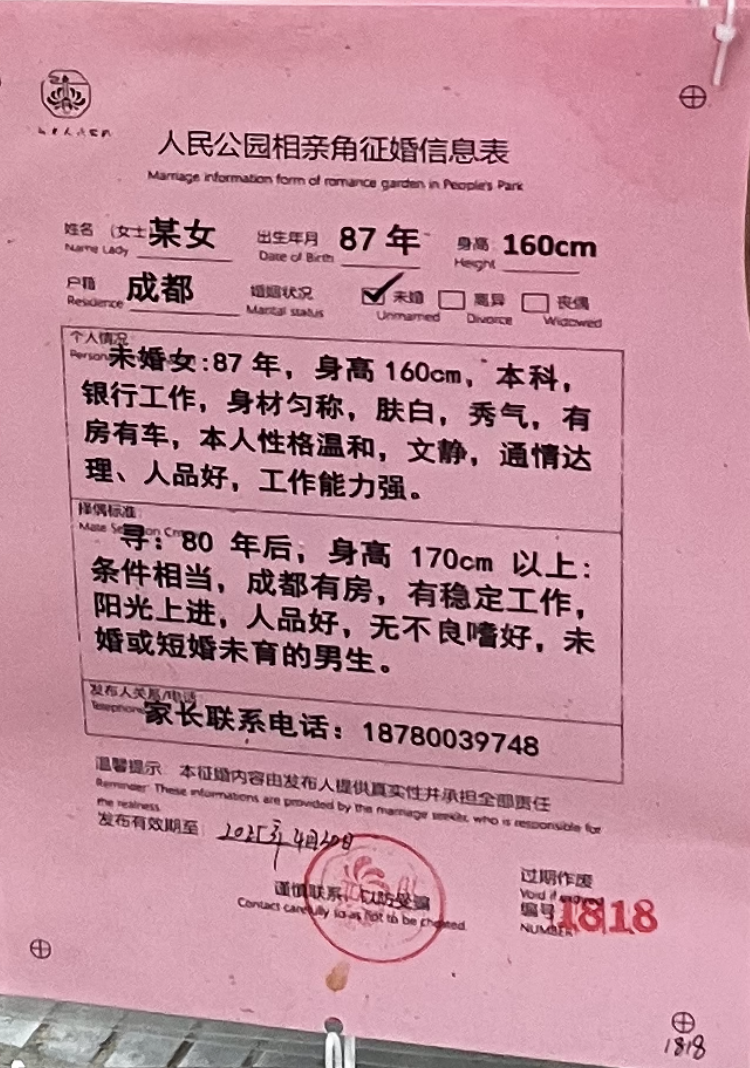 人民公园相亲角征婚信息表
Marriage information form of romance garden in People's Park
姓名 (女士) 某女 出生年月 87年 身高 160cm
Name Lady Date of Birth Height
户籍 成都 婚姻状况 未婚 离异 丧偶
Residence Marital status Unmarried Divorce Widowed
个人情况
未婚女:87年，身高160cm，本科，
银行工作，身材匀称，肤白，秀气，有
房有车，本人性格温和，文静，通情达
理、人品好，工作能力强。
择偶标准:
寻：80 年后，身高 170cm 以上：
条件相当，成都有房，有稳定工作，
阳光上进，人品好，无不良嗜好，未
婚或短婚未育的男生。
发布人关系/电话
Telephone
家长联系电话：18780039748
温馨提示：本征婚内容由发布人提供真实性并承担全部责任
Reminder: These informations are provided by the marriage seeker, who is responsible for
the realness
发布有效期至 2025年4月20日
过期作废
Void if expired
谨慎联系，以防受骗
Contact carefully so as not to be cheated
编号 1818
NUMBER
1818